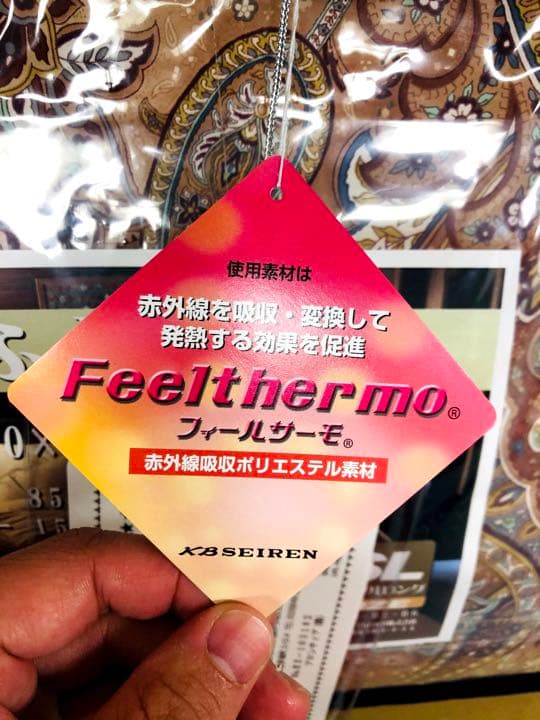 使用素材は
赤外線を吸収・変換して
発熱する効果を促進
Feelthermo®
フィールサーモ®
赤外線吸収ポリエステル素材
KB SEIREN
SL